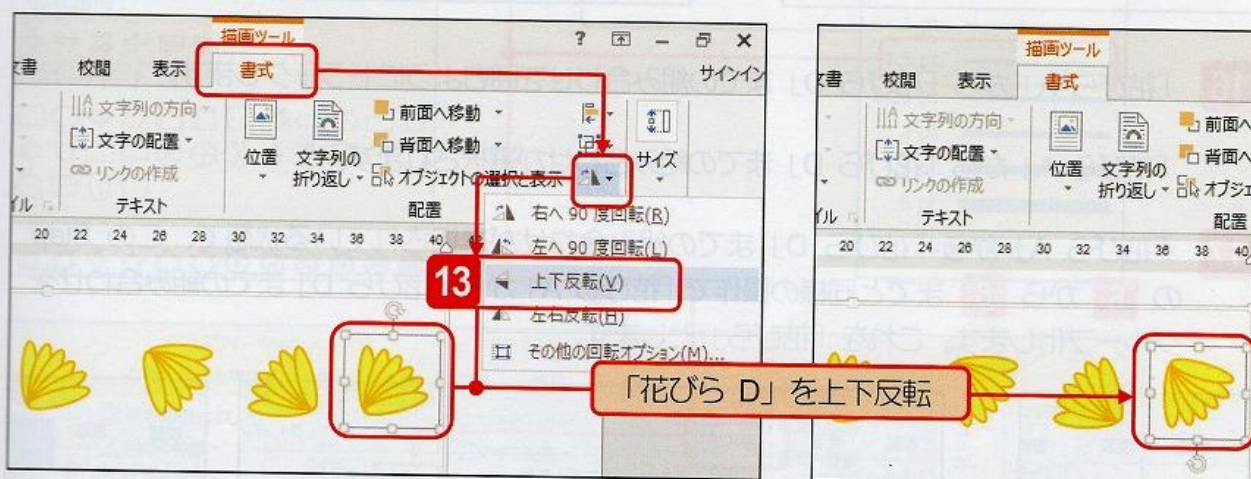 描画ツール
? サインイン
文書 校閲 表示 書式
文字列の方向
文字の配置
リンクの作成
テキスト
位置
文字列の
折り返し
前面へ移動
背面へ移動
オブジェクトの選択と表示
配置
サイズ
イル
右へ 90 度回転(R)
左へ 90 度回転(L)
13 上下反転(V)
左右反転(H)
その他の回転オプション(M)...
20 22 24 26 28 30 32 34 36 38 40
「花びら D」を上下反転
描画ツール
文書 校閲 表示 書式
文字列の方向
文字の配置
リンクの作成
テキスト
位置
文字列の
折り返し
前面へ
背面へ
オブジェ
配置
イル
20 22 24 26 28 30 32 34 36 38 40